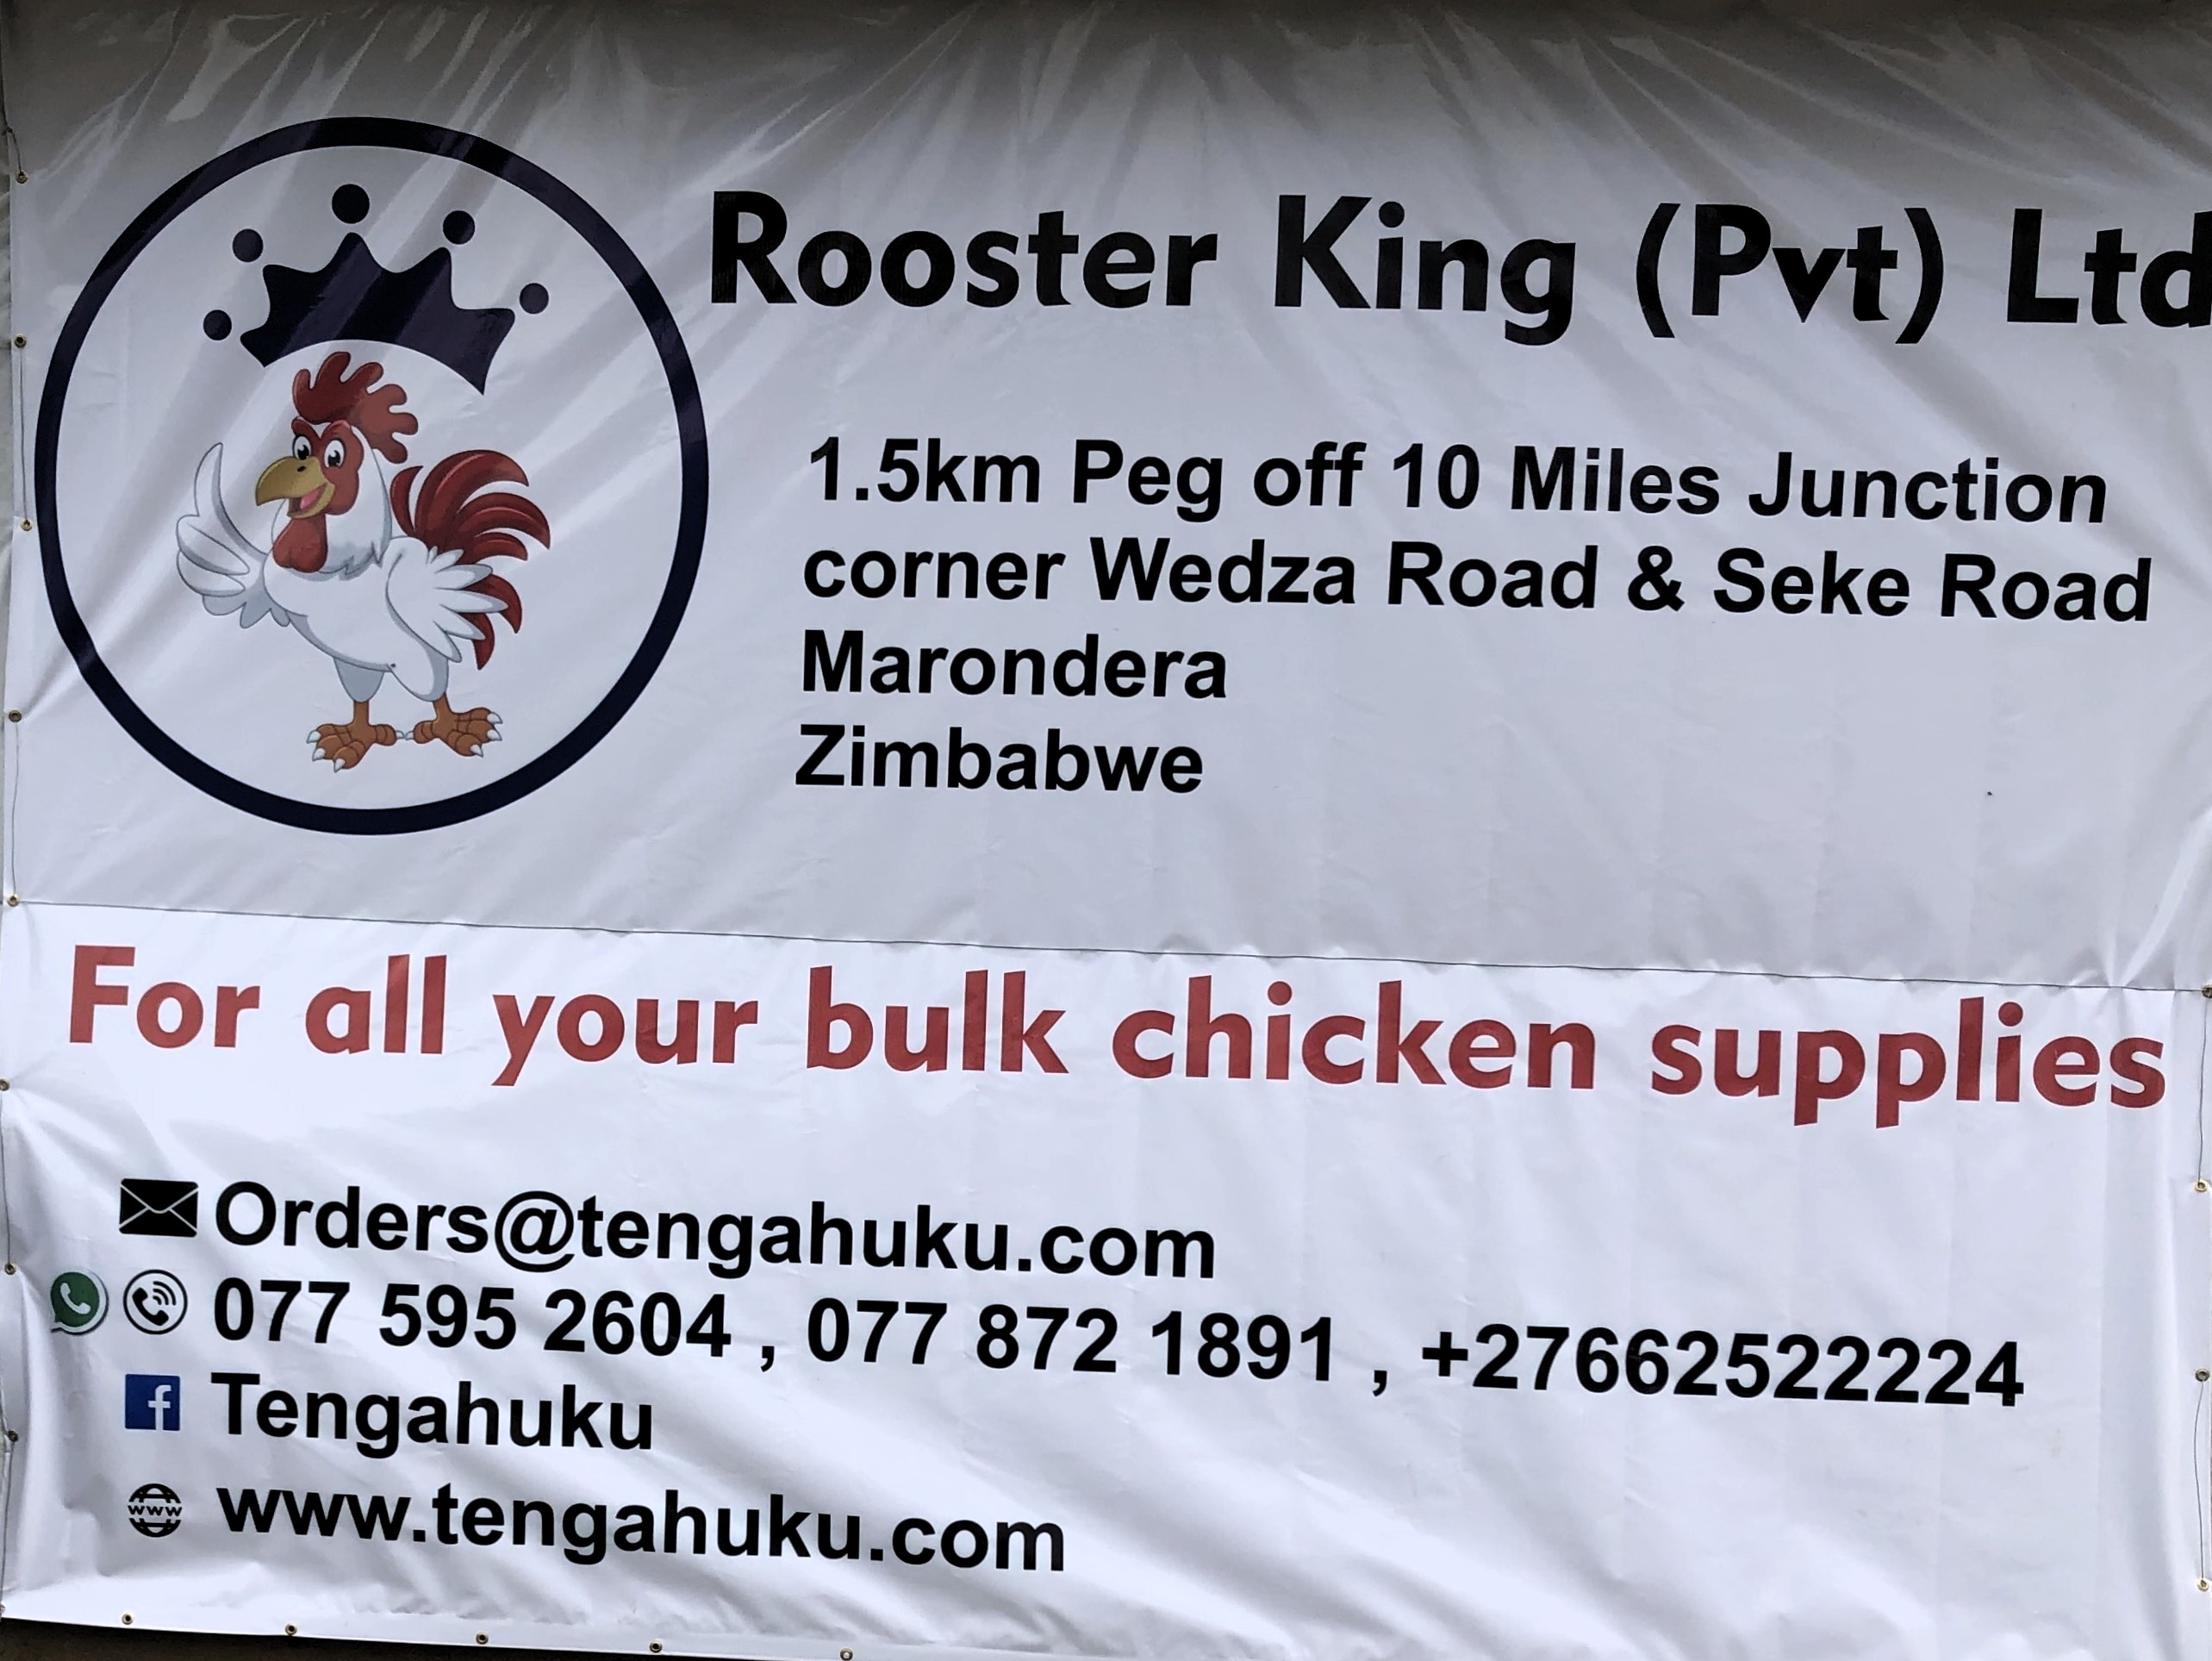 Rooster King (Pvt) Ltd
1.5km Peg off 10 Miles Junction
corner Wedza Road & Seke Road
Marondera
Zimbabwe
For all your bulk chicken supplies
Orders@tengahuku.com
077 595 2604 , 077 872 1891 , +27662522224
f Tengahuku
www www.tengahuku.com